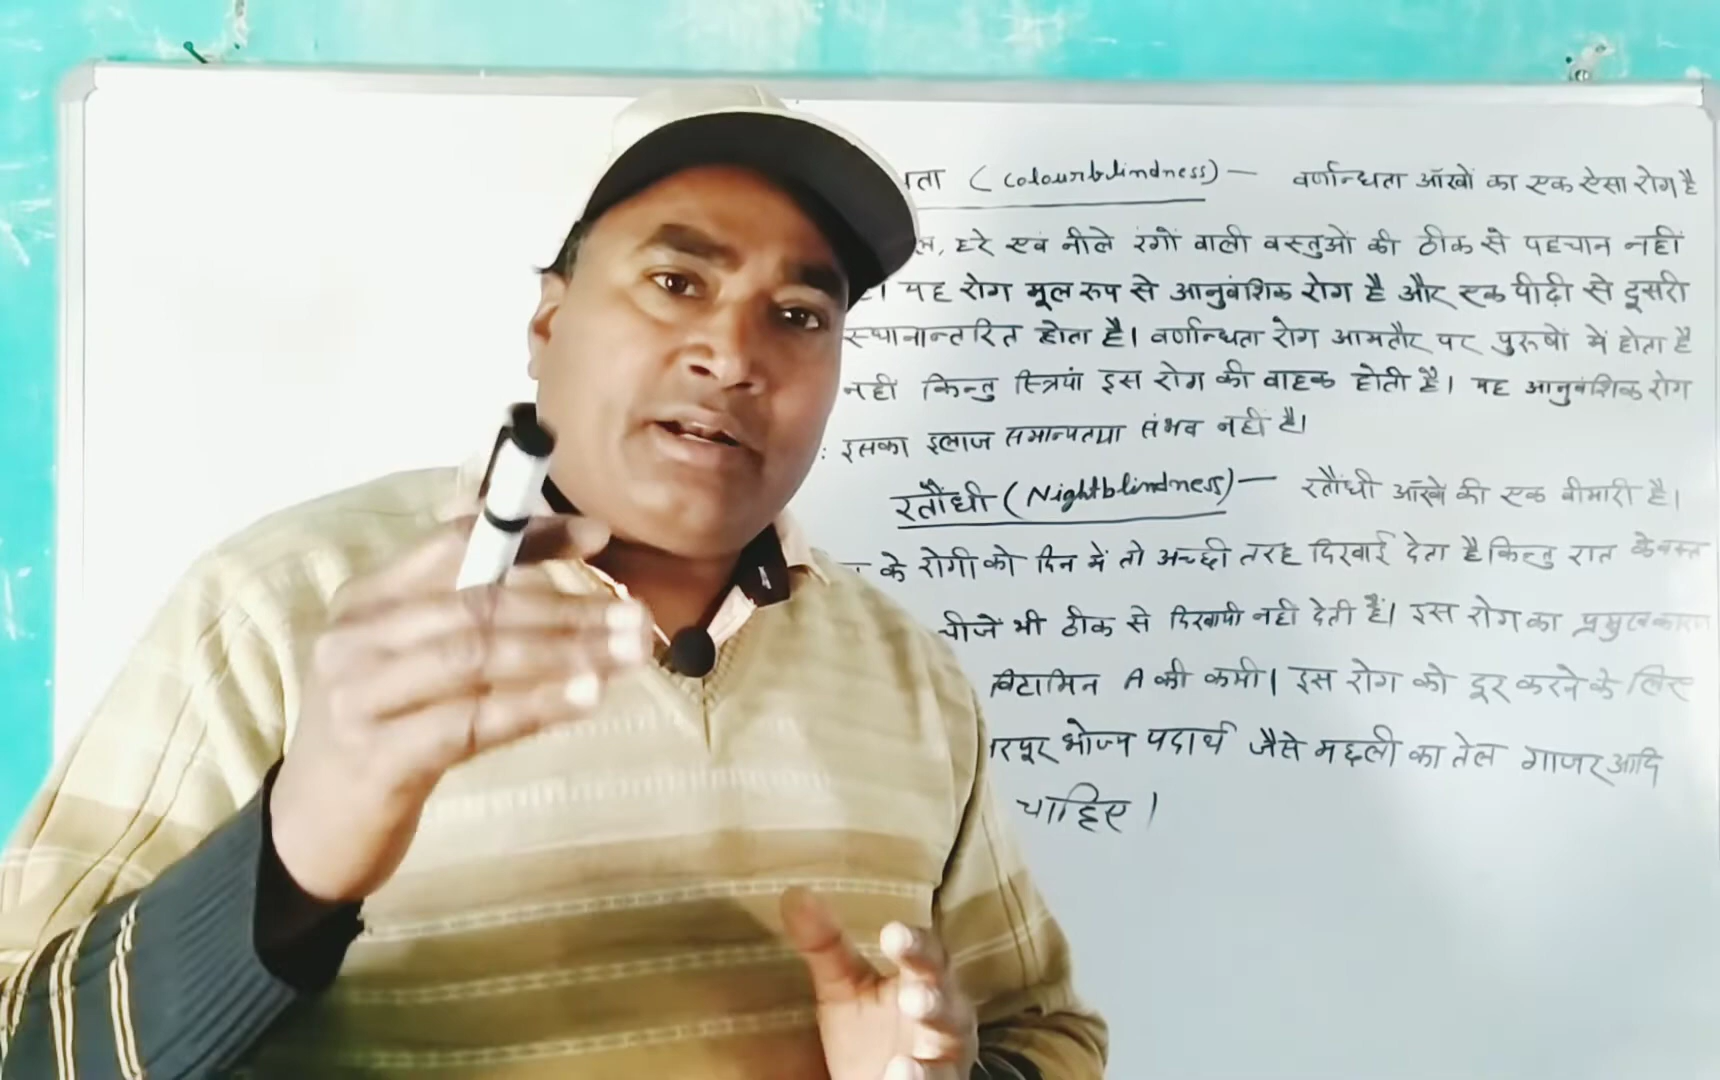 ता (Colourblindness) — वर्णान्धता आँखों का एक ऐसा रोग है
ल, हरे एवं नीले रंगों वाली वस्तुओं की ठीक से पहचान नहीं
यह रोग मूल रूप से आनुवंशिक रोग है और एक पीढ़ी से दूसरी
स्थानान्तरित होता है। वर्णान्धता रोग आमतौर पर पुरूषों में होता है
नहीं किन्तु स्त्रियां इस रोग की वाहक होती है। यह आनुवंशिक रोग
इसका इलाज समान्यतया संभव नहीं है।
रतौंधी (Nightblindness) — रतौंधी आँखों की एक बीमारी है।
के रोगी को दिन में तो अच्छी तरह दिखाई देता है किन्तु रात के वक्त
चीजें भी ठीक से दिखायी नही देती हैं। इस रोग का प्रमुख कारण
विटामिन A की कमी। इस रोग को दूर करने के लिए
रपूर भोज्य पदार्थ जैसे मछली का तेल गाजर आदि
चाहिए।